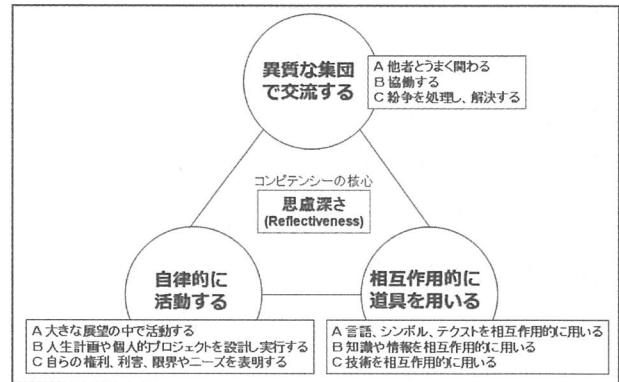 異質な集団
で交流する
A 他者とうまく関わる
B 協働する
C 紛争を処理し、解決する
コンピテンシーの核心
思慮深さ
(Reflectiveness)
自律的に
活動する
A 大きな展望の中で活動する
B 人生計画や個人的プロジェクトを設計し実行する
C 自らの権利、利害、限界やニーズを表明する
相互作用的に
道具を用いる
A 言語、シンボル、テクストを相互作用的に用いる
B 知識や情報を相互作用的に用いる
C 技術を相互作用的に用いる